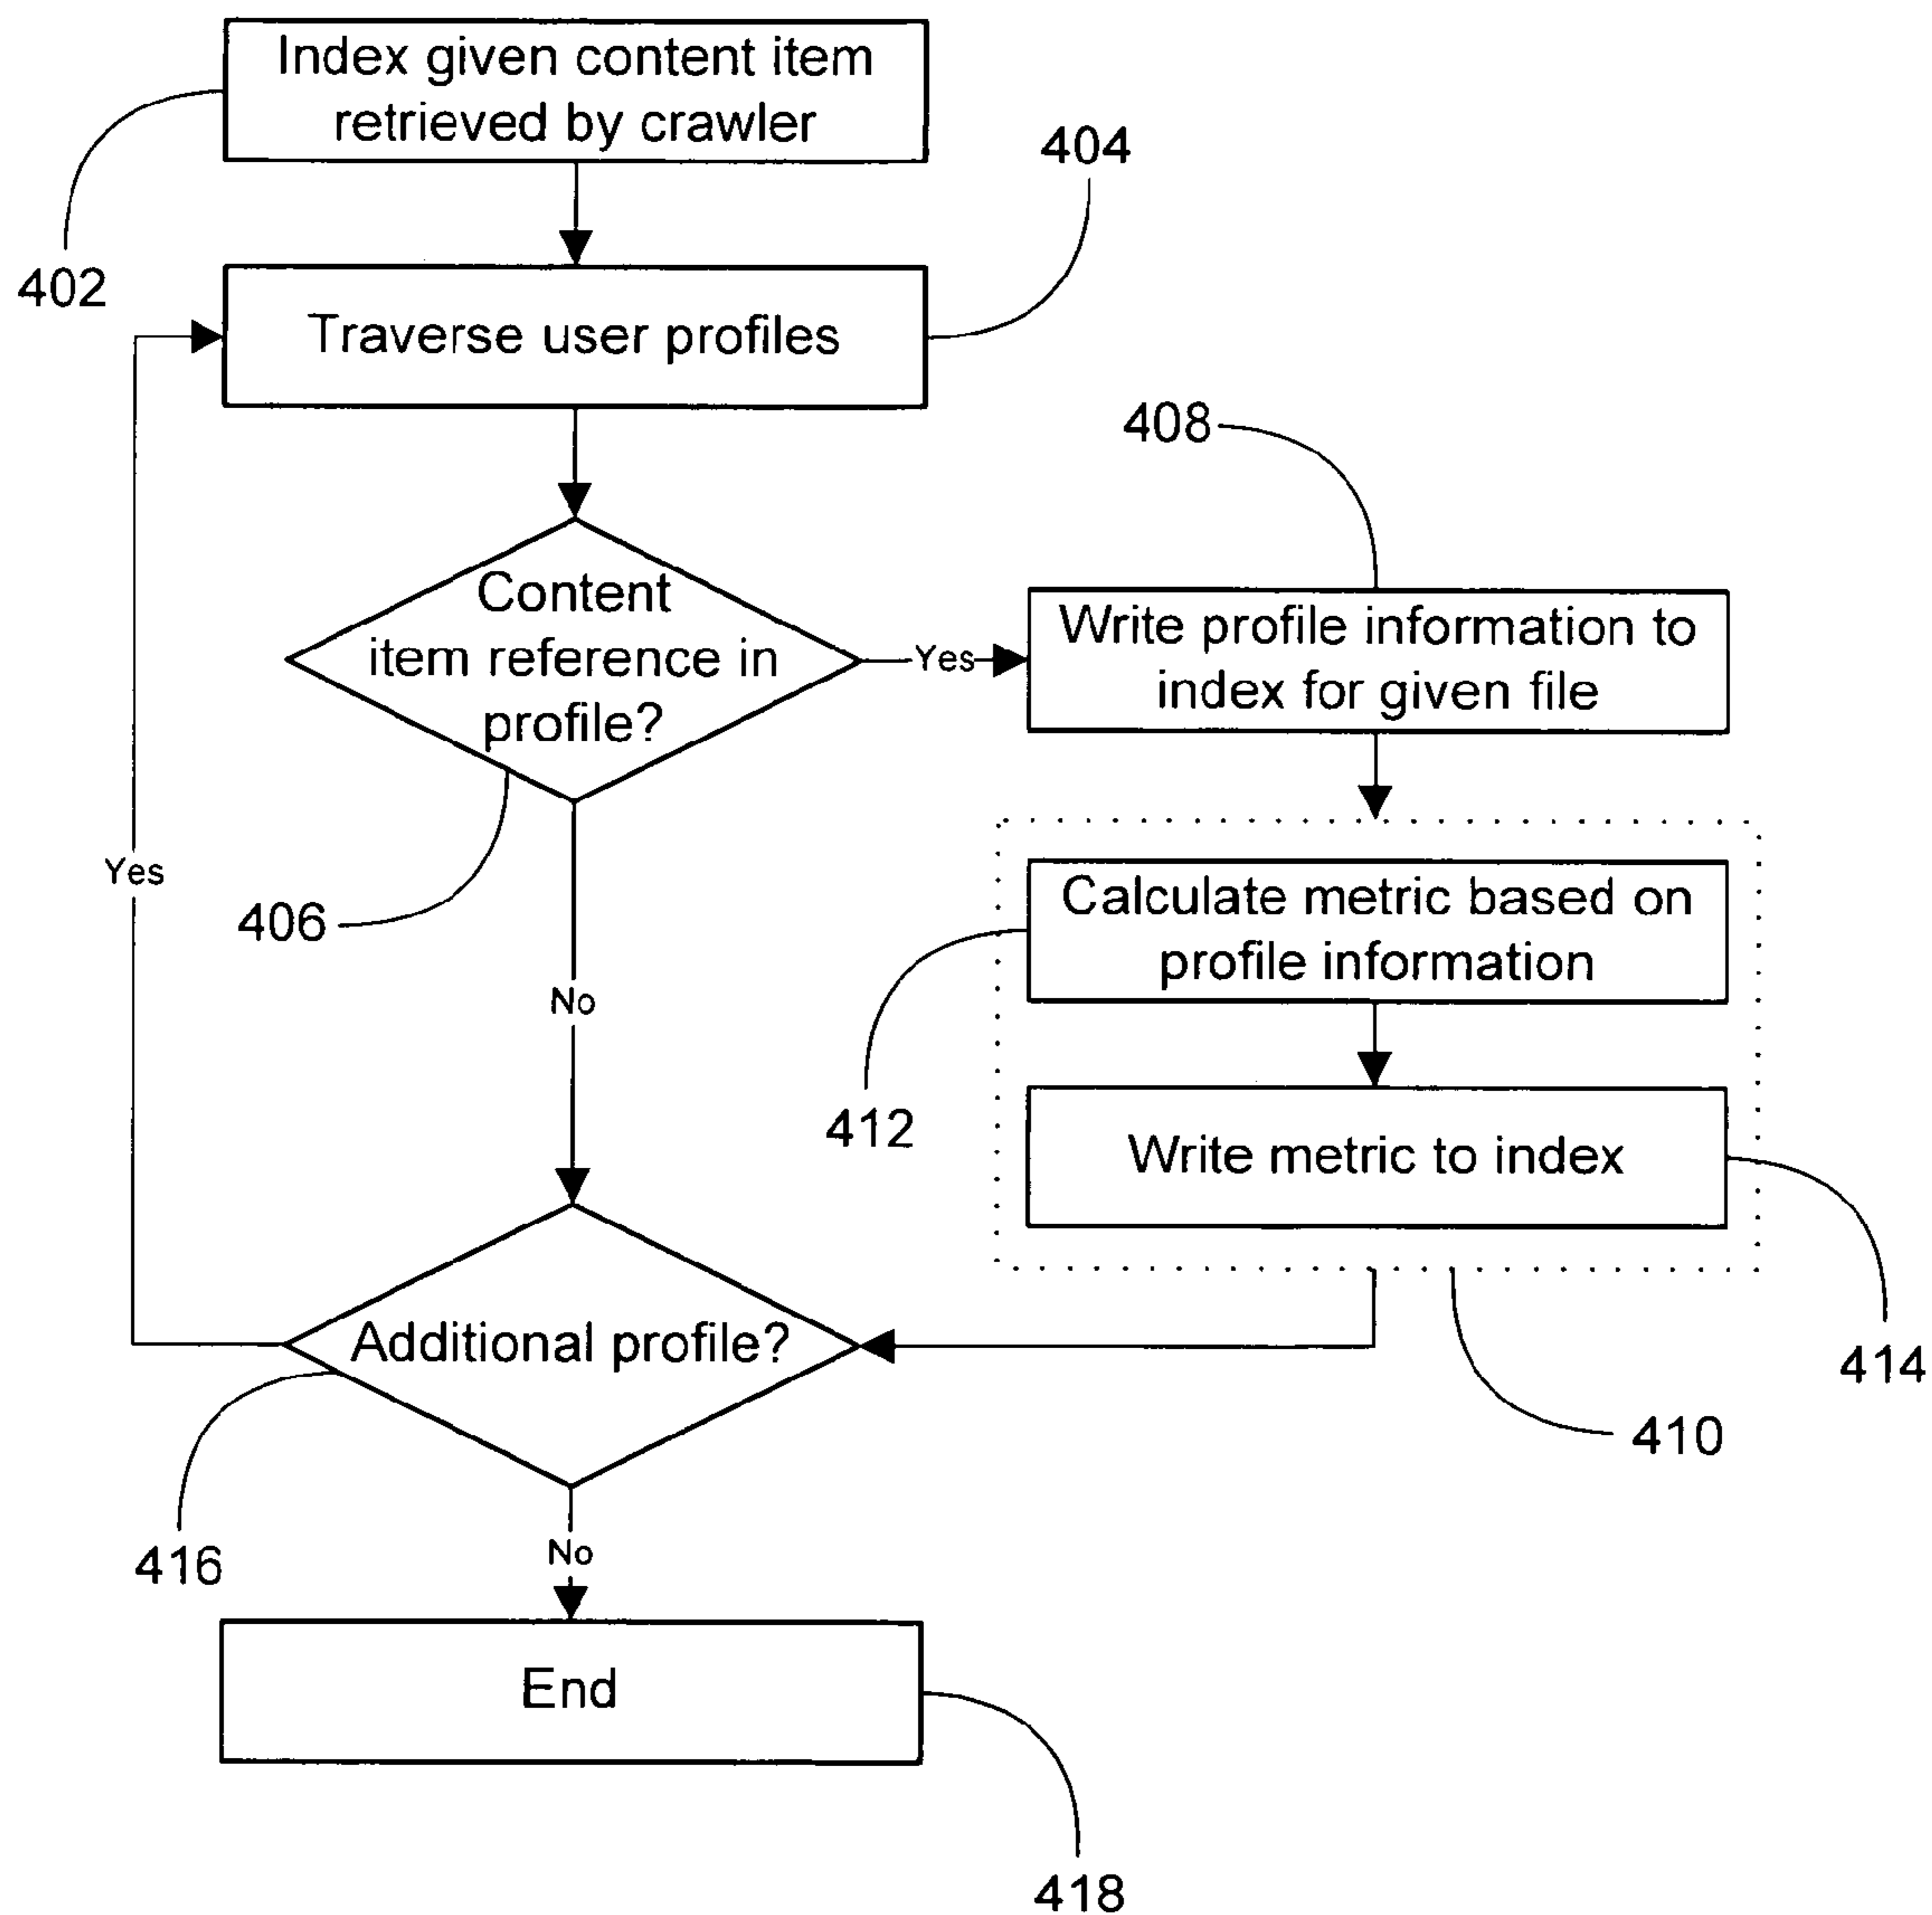 Index given content item
retrieved by crawler
404
402
Traverse user profiles
408
Content
item reference in
profile?
Yes
Write profile information to
index for given file
Yes
406
Calculate metric based on
profile information
No
412
Write metric to index
Additional profile?
414
410
416
No
End
418